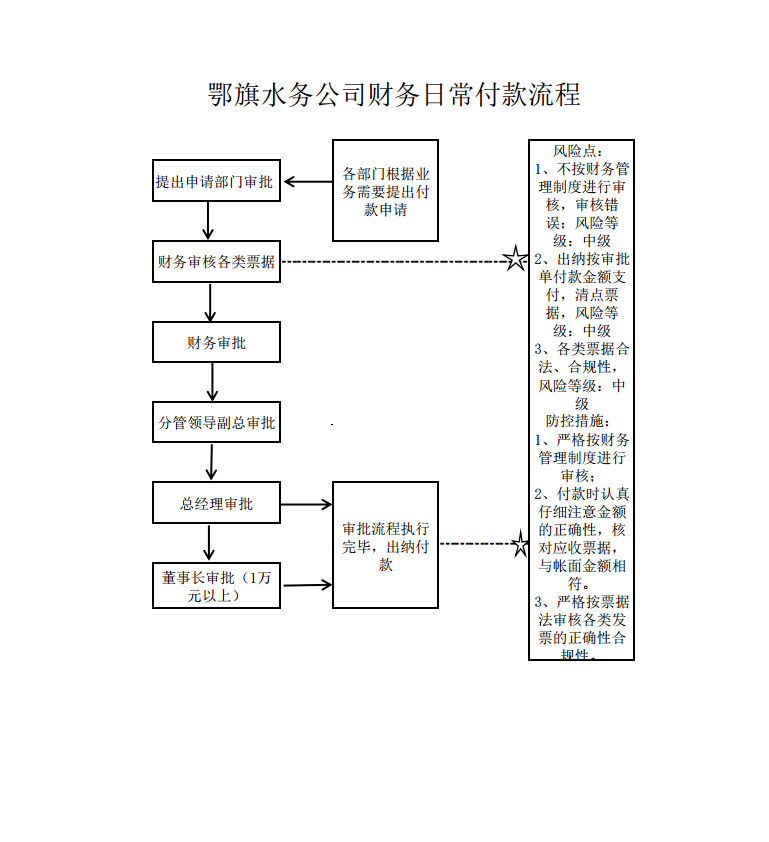 鄂旗水务公司财务日常付款流程
各部门根据业
务需要提出付
款申请
提出申请部门审批
财务审核各类票据
财务审批
分管领导副总审批
总经理审批
董事长审批（1万
元以上）
审批流程执行
完毕，出纳付
款
风险点：
1、不按财务管
理制度进行审
核，审核错
误；风险等
级：中级
2、出纳按审批
单付款金额支
付，清点票
据，风险等
级：中级
3、各类票据合
法、合规性，
风险等级：中
级
防控措施：
1、严格按财务
管理制度进行
审核；
2、付款时认真
仔细注意金额
的正确性，核
对应收票据，
与帐面金额相
符。
3、严格按票据
法审核各类发
票的正确性合
规性。